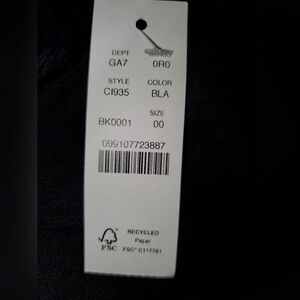 DEPT
GA7 0R0
STYLE COLOR
CI935 BLA
SIZE
BK0001 00
099107723887
RECYCLED
Paper
FSC
FSC® C117781